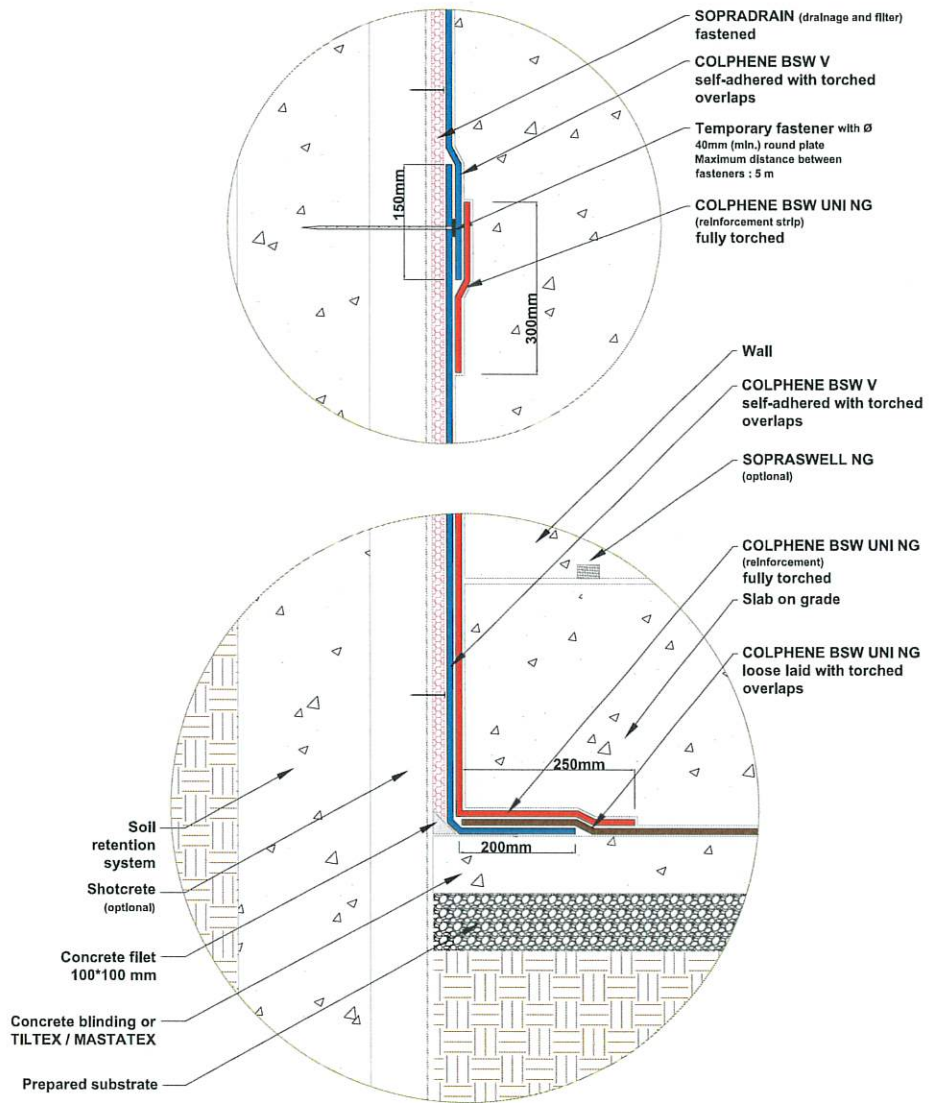 SOPRADRAIN (drainage and filter)
fastened
COLPHENE BSW V
self-adhered with torched
overlaps
Temporary fastener with Ø
40mm (min.) round plate
Maximum distance between
fasteners : 5 m
COLPHENE BSW UNI NG
(reinforcement strip)
fully torched
150mm
300mm
Wall
COLPHENE BSW V
self-adhered with torched
overlaps
SOPRASWELL NG
(optional)
COLPHENE BSW UNI NG
(reinforcement)
fully torched
Slab on grade
COLPHENE BSW UNI NG
loose laid with torched
overlaps
250mm
200mm
Soil
retention
system
Shotcrete
(optional)
Concrete filet
100*100 mm
Concrete blinding or
TILTEX / MASTATEX
Prepared substrate